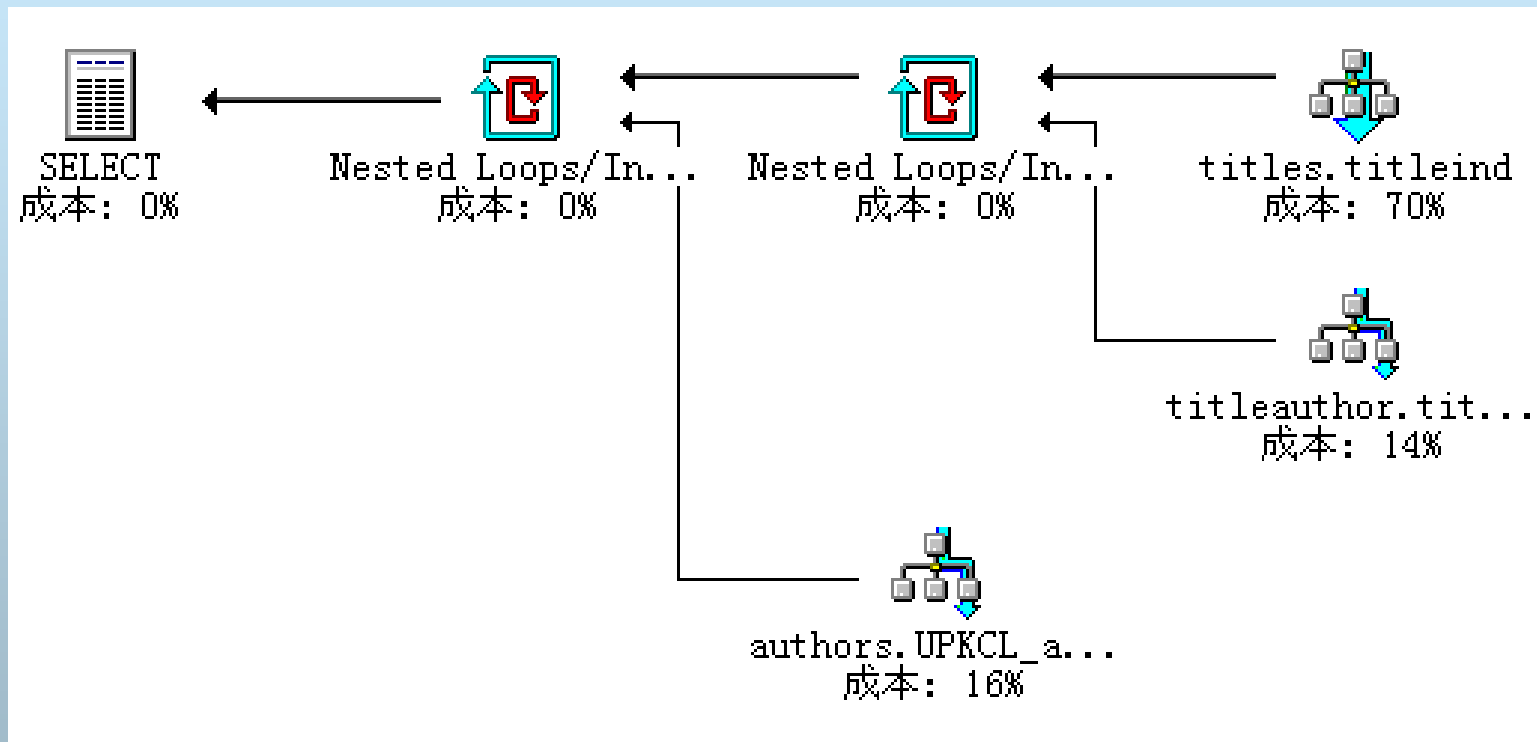 SELECT
成本: 0%
Nested Loops/In...
成本: 0%
Nested Loops/In...
成本: 0%
titles.titleind
成本: 70%
titleauthor.tit...
成本: 14%
authors.UPKCL_a...
成本: 16%